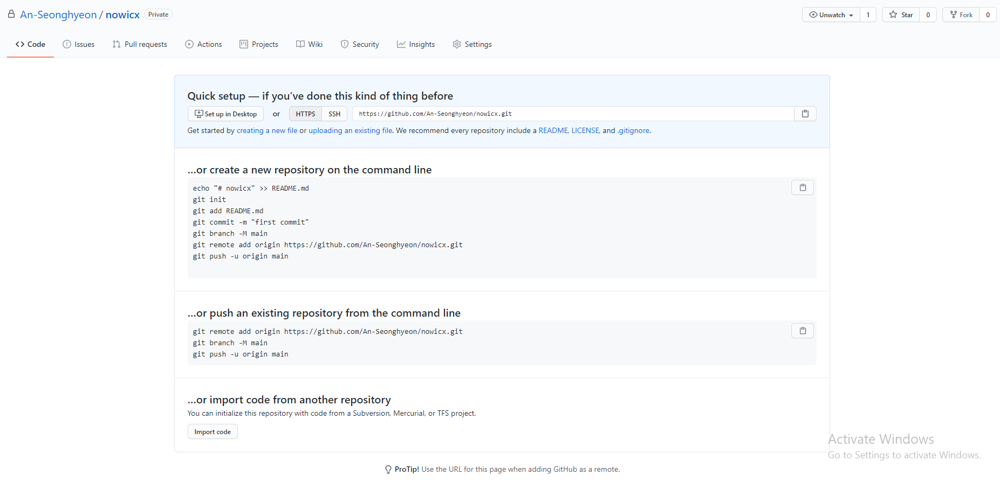 An-Seonghyeon / nowicx Private
Unwatch 1 Star 0 Fork 0
Code Issues Pull requests Actions Projects Wiki Security Insights Settings
Quick setup — if you’ve done this kind of thing before
Set up in Desktop or HTTPS SSH https://github.com/An-Seonghyeon/nowicx.git
Get started by creating a new file or uploading an existing file. We recommend every repository include a README, LICENSE, and .gitignore.
…or create a new repository on the command line
echo "# nowicx" >> README.md
git init
git add README.md
git commit -m "first commit"
git branch -M main
git remote add origin https://github.com/An-Seonghyeon/nowicx.git
git push -u origin main
…or push an existing repository from the command line
git remote add origin https://github.com/An-Seonghyeon/nowicx.git
git branch -M main
git push -u origin main
…or import code from another repository
You can initialize this repository with code from a Subversion, Mercurial, or TFS project.
Import code
Activate Windows
Go to Settings to activate Windows.
ProTip! Use the URL for this page when adding GitHub as a remote.